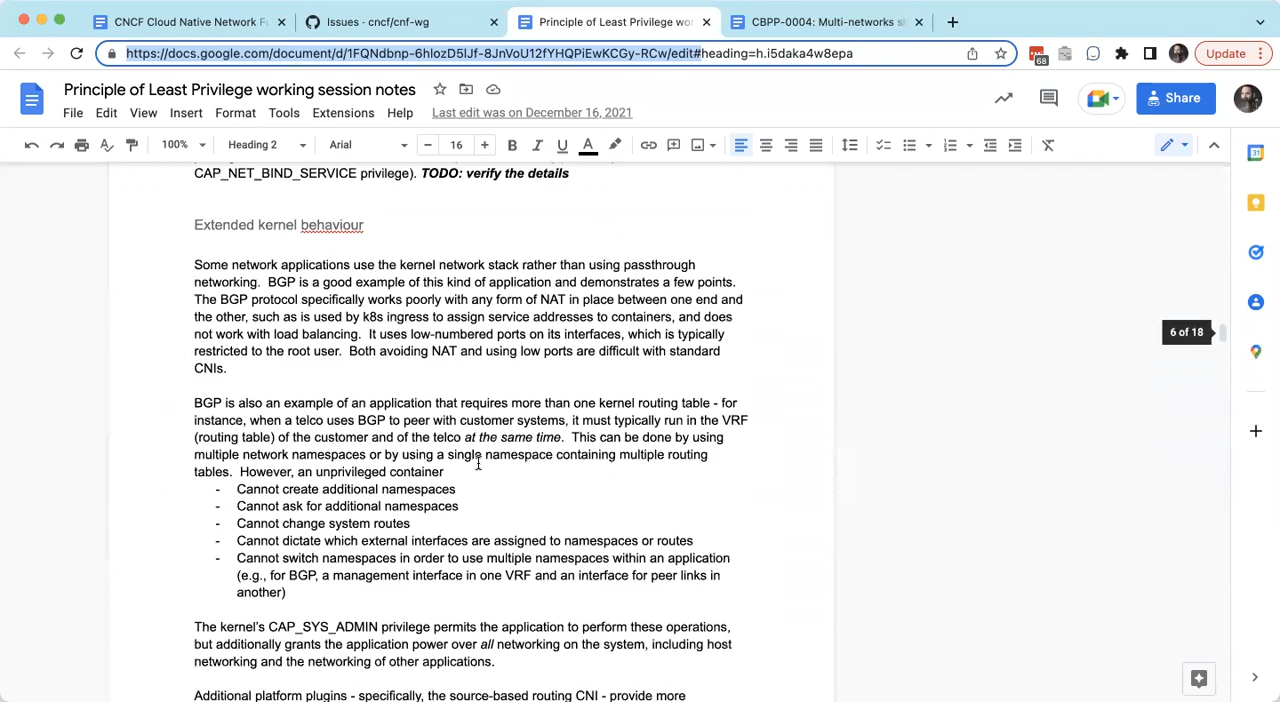 CNCF Cloud Native Network Fu
Issues · cncf/cnf-wg
Principle of Least Privilege wor
CBPP-0004: Multi-networks s
https://docs.google.com/document/d/1FQNdbnp-6hlozD5IJf-8JnVoU12fYHQPiEwKCGy-RCw/edit#heading=h.i5daka4w8epa
68
Update
Principle of Least Privilege working session notes
File Edit View Insert Format Tools Extensions Help Last edit was on December 16, 2021
Share
100% Heading 2 Arial 16 B I U A
31
CAP_NET_BIND_SERVICE privilege). TODO: verify the details
Extended kernel behaviour
Some network applications use the kernel network stack rather than using passthrough
networking. BGP is a good example of this kind of application and demonstrates a few points.
The BGP protocol specifically works poorly with any form of NAT in place between one end and
the other, such as is used by k8s ingress to assign service addresses to containers, and does
not work with load balancing. It uses low-numbered ports on its interfaces, which is typically
restricted to the root user. Both avoiding NAT and using low ports are difficult with standard
CNIs.
6 of 18
BGP is also an example of an application that requires more than one kernel routing table - for
instance, when a telco uses BGP to peer with customer systems, it must typically run in the VRF
(routing table) of the customer and of the telco at the same time. This can be done by using
multiple network namespaces or by using a single namespace containing multiple routing
tables. However, an unprivileged container
- Cannot create additional namespaces
- Cannot ask for additional namespaces
- Cannot change system routes
- Cannot dictate which external interfaces are assigned to namespaces or routes
- Cannot switch namespaces in order to use multiple namespaces within an application
(e.g., for BGP, a management interface in one VRF and an interface for peer links in
another)
The kernel's CAP_SYS_ADMIN privilege permits the application to perform these operations,
but additionally grants the application power over all networking on the system, including host
networking and the networking of other applications.
Additional platform plugins - specifically, the source-based routing CNI - provide more